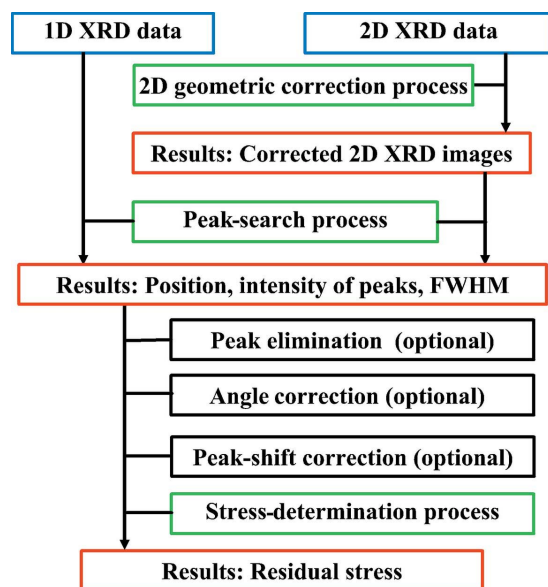 1D XRD data
2D XRD data
2D geometric correction process
Results: Corrected 2D XRD images
Peak-search process
Results: Position, intensity of peaks, FWHM
Peak elimination (optional)
Angle correction (optional)
Peak-shift correction (optional)
Stress-determination process
Results: Residual stress